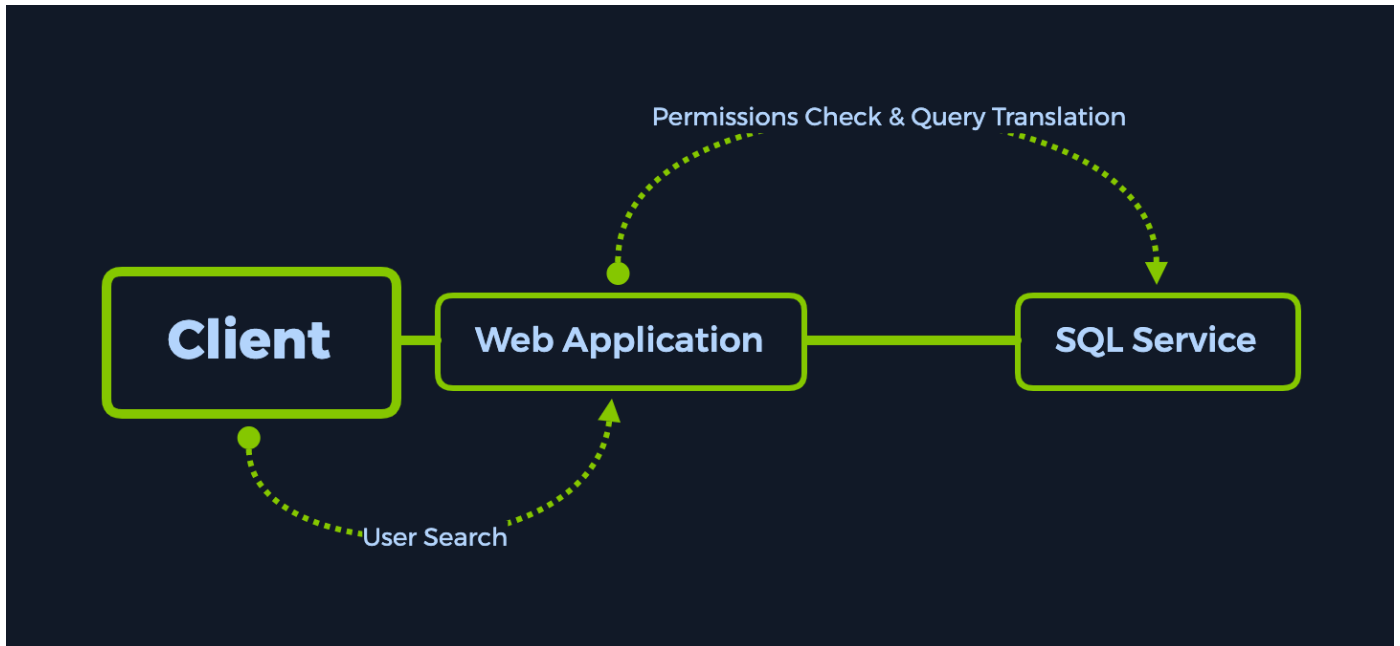 Permissions Check & Query Translation
Client
Web Application
SQL Service
User Search